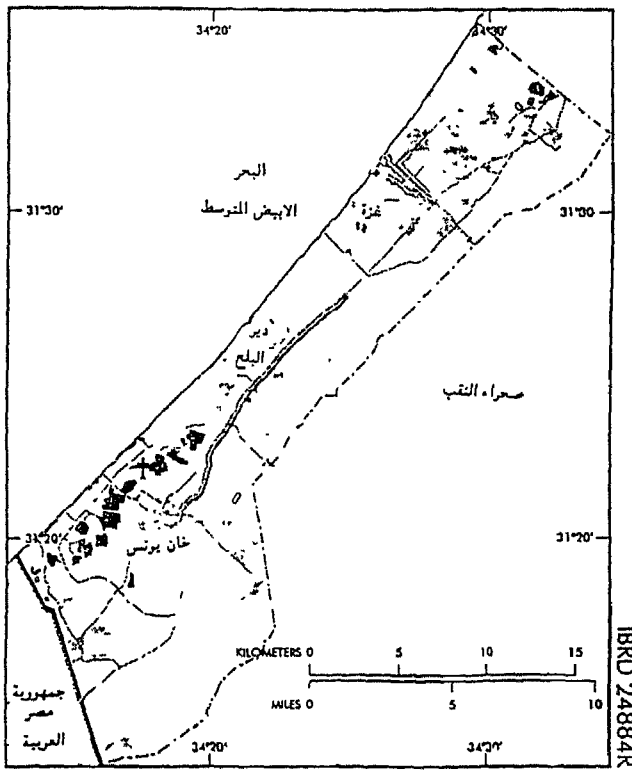 34°20' 34°30'
البحر
الابيض المتوسط
31°30' 31°30'
غزة
دير
البلح
صحراء النقب
31°20' 31°20'
خان يونس
KILOMETERS 0 5 10 15
MILES 0 5 10
جمهورية
مصر
العربية
34°20'
IBRD 24884R